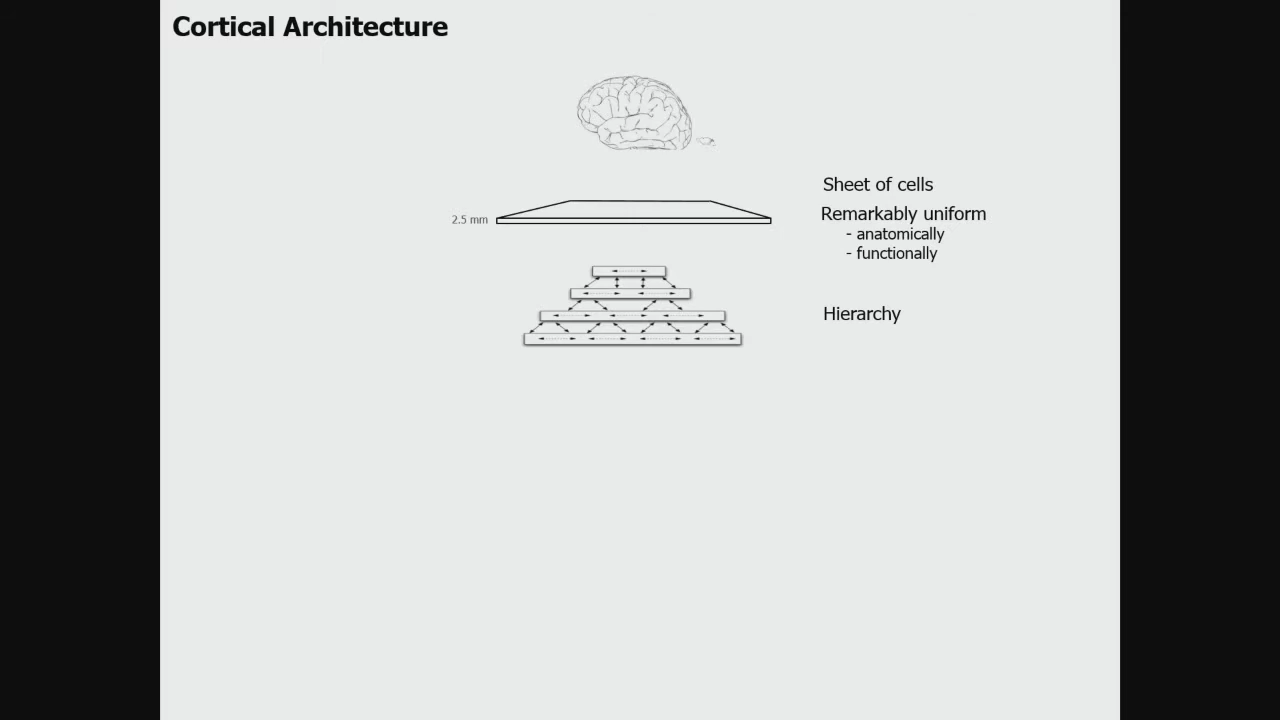 Cortical Architecture
Sheet of cells
2.5 mm
Remarkably uniform
- anatomically
- functionally
Hierarchy